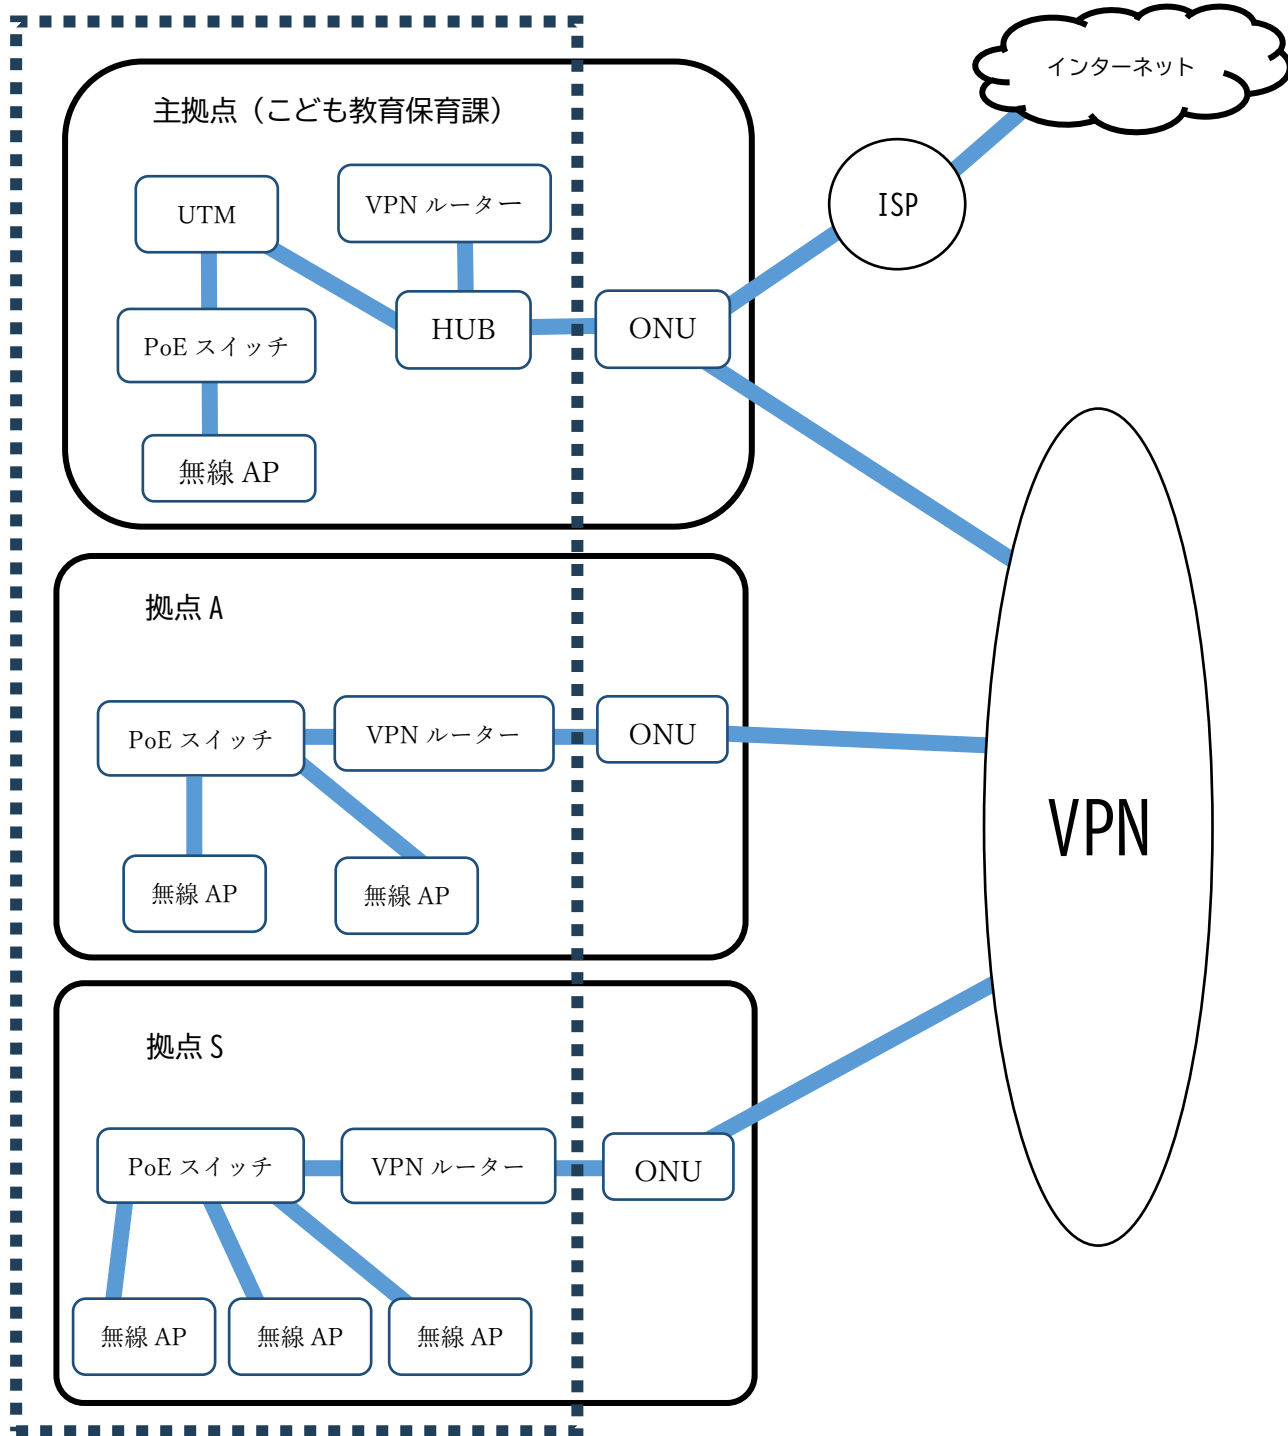 インターネット
主拠点（こども教育保育課）
ISP
UTM
VPN ルーター
HUB
ONU
PoE スイッチ
無線 AP
拠点 A
PoE スイッチ
VPN ルーター
ONU
無線 AP
無線 AP
VPN
拠点 S
PoE スイッチ
VPN ルーター
ONU
無線 AP
無線 AP
無線 AP